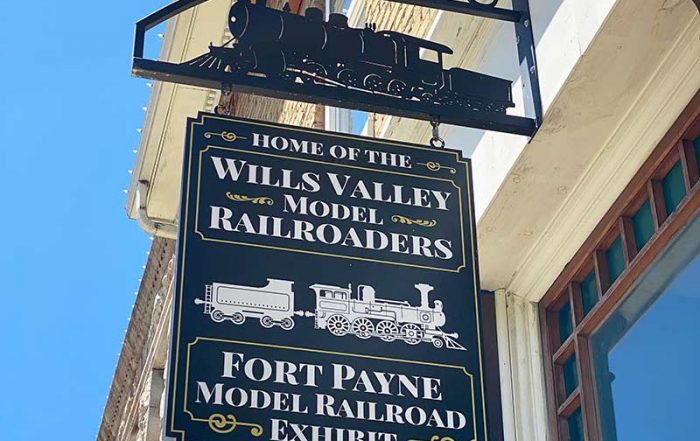 HOME OF THE
WILLS VALLEY
MODEL
RAILROADERS
FORT PAYNE
MODEL RAILROAD
EXHIBIT